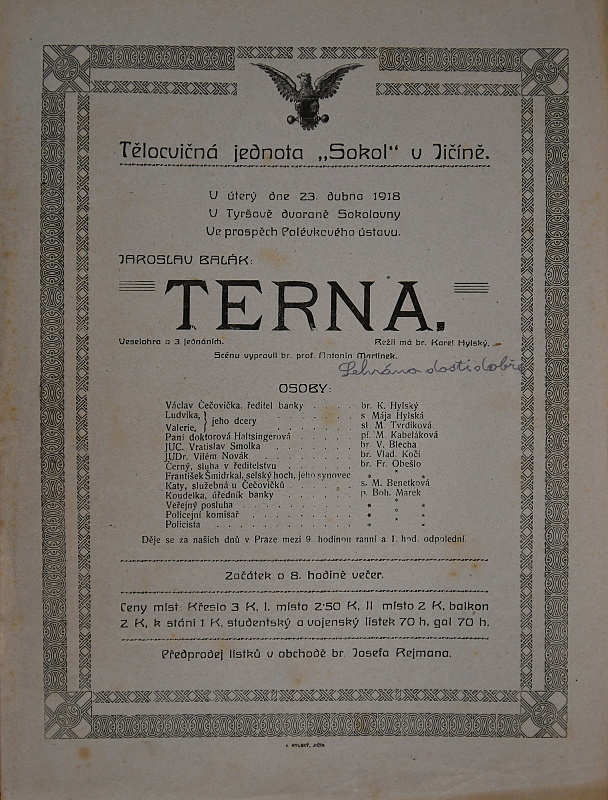 Tělocvičná jednota „Sokol“ v Jičíně.
V úterý dne 23. dubna 1918
V Tyršově dvoraně Sokolovny
Ve prospěch Polévkového ústavu.
JAROSLAV BALÁK:
TERNA.
Veselohra o 3 jednáních. Režii má br. Karel Hylský.
Scénu vypravil br. prof. Antonín Martínek.
Sehráno dosti dobře
OSOBY:
Václav Čečovička, ředitel banky . . . . br. K. Hylský
Ludvika, } jeho dcery . . . . . s Mája Hylská
Valerie, sl M. Tvrdíková
Paní doktorová Haltsingerová . . . . . pí. M. Kabeláková
JUC. Vratislav Smolka . . . . . . br. V. Blecha
JUDr. Vilém Novák . . . . . . . br. Vlad. Kočí
Černý, sluha v ředitelstvu . . . . . br. Fr. Obešlo
František Šmidrkal, selský hoch, jeho synovec * * *
Katy, služebná u Čečovičků . . . . . s. M. Benetková
Koudelka, úředník banky . . . . . p. Boh. Marek
Veřejný posluha . . . . . . . * * *
Policejní komisař . . . . . . . * * *
Policista . . . . . . . . * * *
Děje se za našich dnů v Praze mezi 9. hodinou ranní a 1. hod. odpolední.
Začátek o 8. hodině večer.
Ceny míst: Křeslo 3 K, I. místo 2·50 K, II místo 2 K, balkon
2 K, k stání 1 K, studentský a vojenský lístek 70 h, gal 70 h.
Předprodej lístků v obchodě br. Josefa Rejmana.
K. HYLSKÝ, JIČÍN